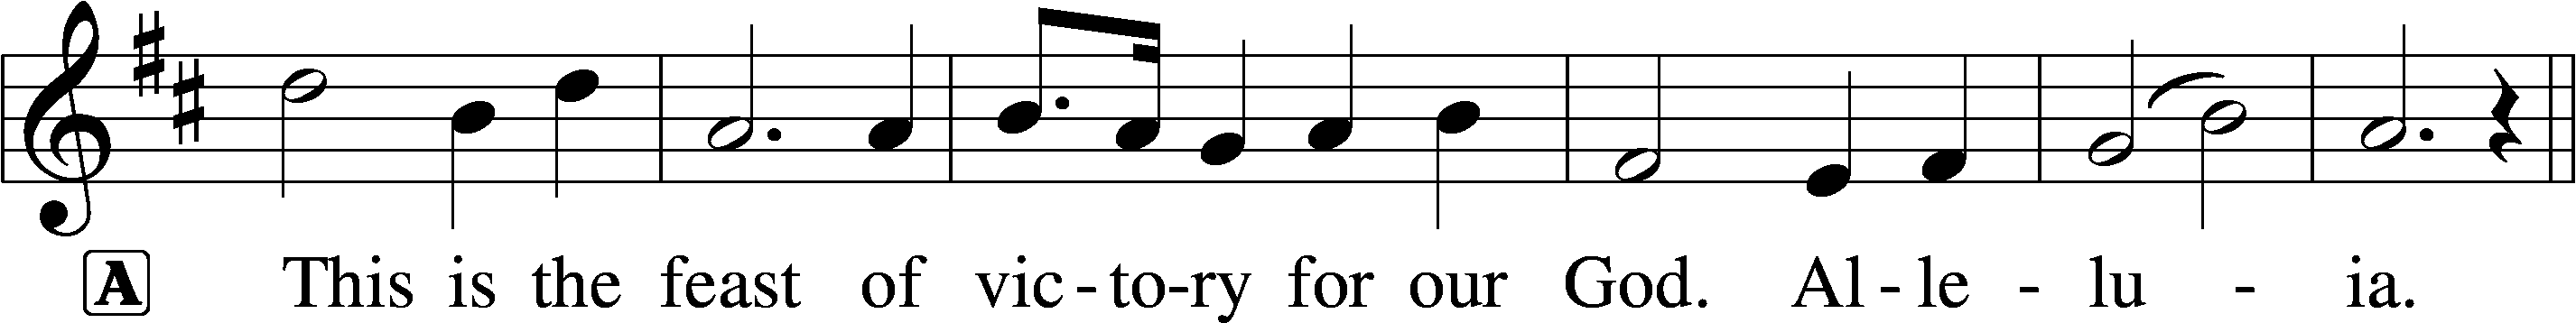 A This is the feast of vic - to - ry for our God. Al - le - lu - ia.